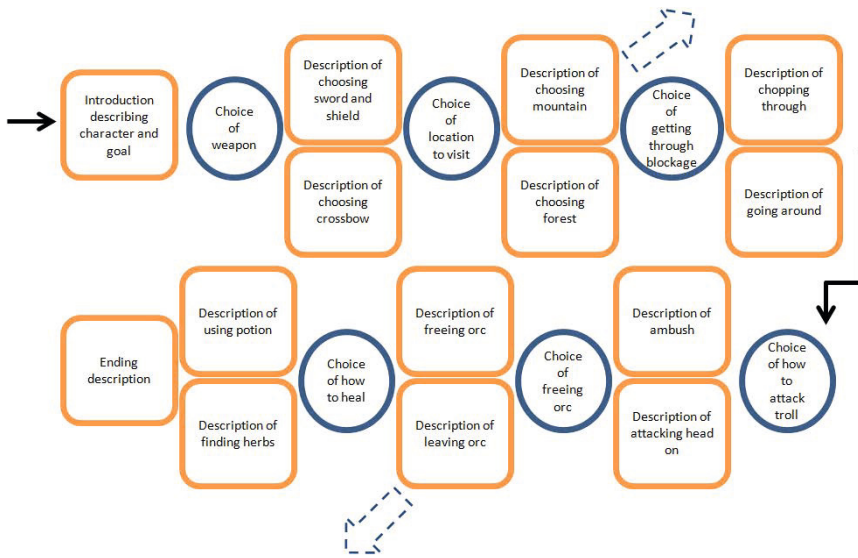 Introduction
describing
character and
goal
Choice
of
weapon
Description of
choosing
sword and
shield
Description of
choosing
crossbow
Choice
of
location
to visit
Description of
choosing
mountain
Description of
choosing
forest
Choice
of
getting
through
blockage
Description of
chopping
through
Description of
going around
Ending
description
Description of
using potion
Description of
finding herbs
Choice
of how
to heal
Description of
freeing orc
Description of
leaving orc
Choice
of
freeing
orc
Description of
ambush
Description of
attacking head
on
Choice
of how
to
attack
troll